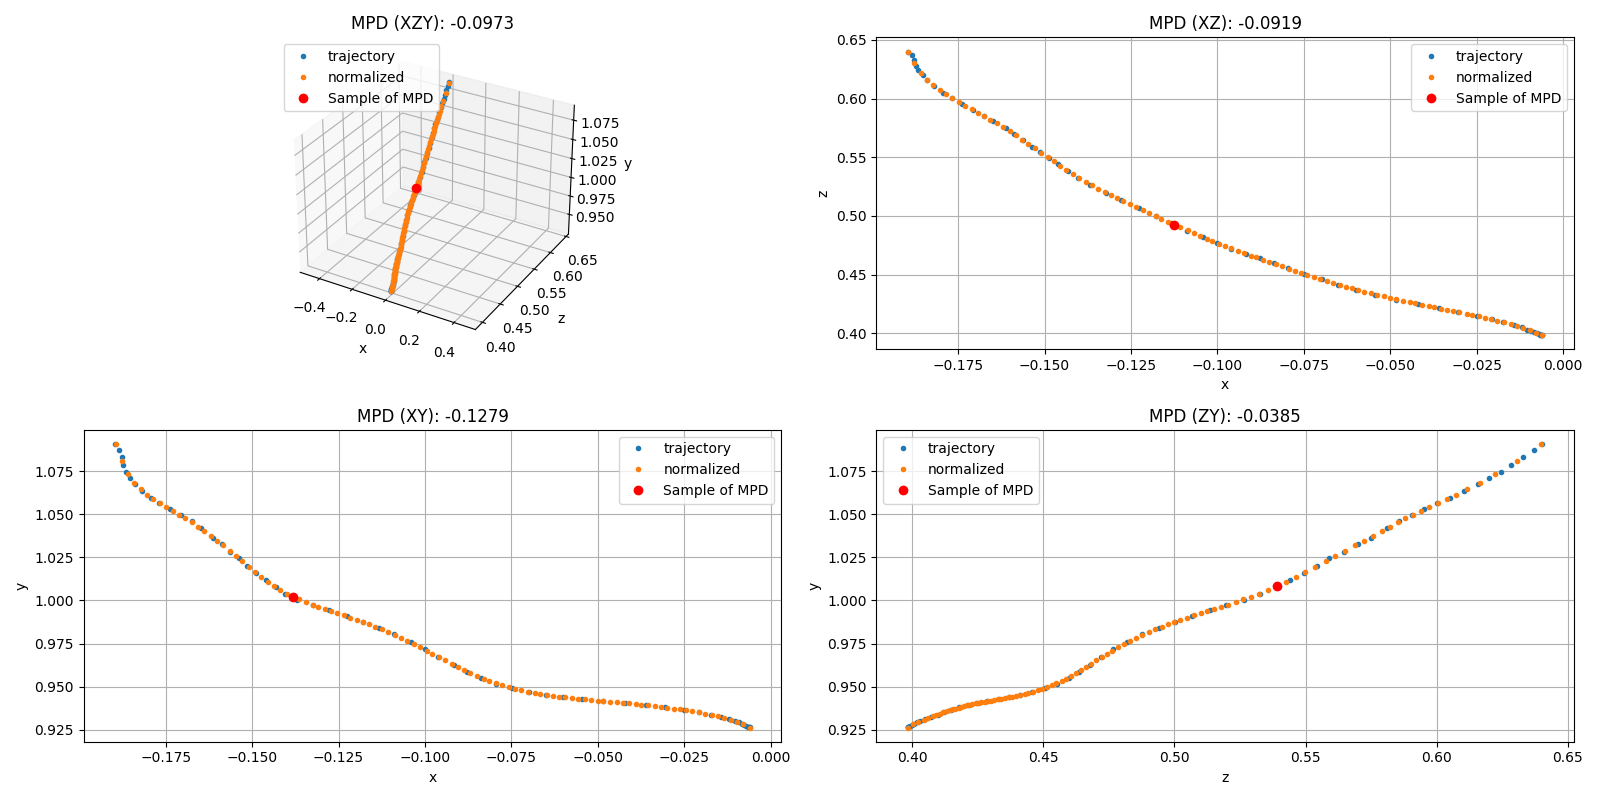 MPD (XZY): -0.0973
trajectory
normalized
Sample of MPD
1.075
1.050
1.025
1.000
0.975
0.950
y
0.65
0.60
0.55
0.50
0.45
0.40
z
−0.4
−0.2
0.0
0.2
0.4
x
MPD (XZ): -0.0919
trajectory
normalized
Sample of MPD
0.65
0.60
0.55
0.50
0.45
0.40
z
−0.175 −0.150 −0.125 −0.100 −0.075 −0.050 −0.025 0.000
x
MPD (XY): -0.1279
trajectory
normalized
Sample of MPD
1.075
1.050
1.025
1.000
0.975
0.950
0.925
y
−0.175 −0.150 −0.125 −0.100 −0.075 −0.050 −0.025 0.000
x
MPD (ZY): -0.0385
trajectory
normalized
Sample of MPD
1.075
1.050
1.025
1.000
0.975
0.950
0.925
y
0.40 0.45 0.50 0.55 0.60 0.65
z